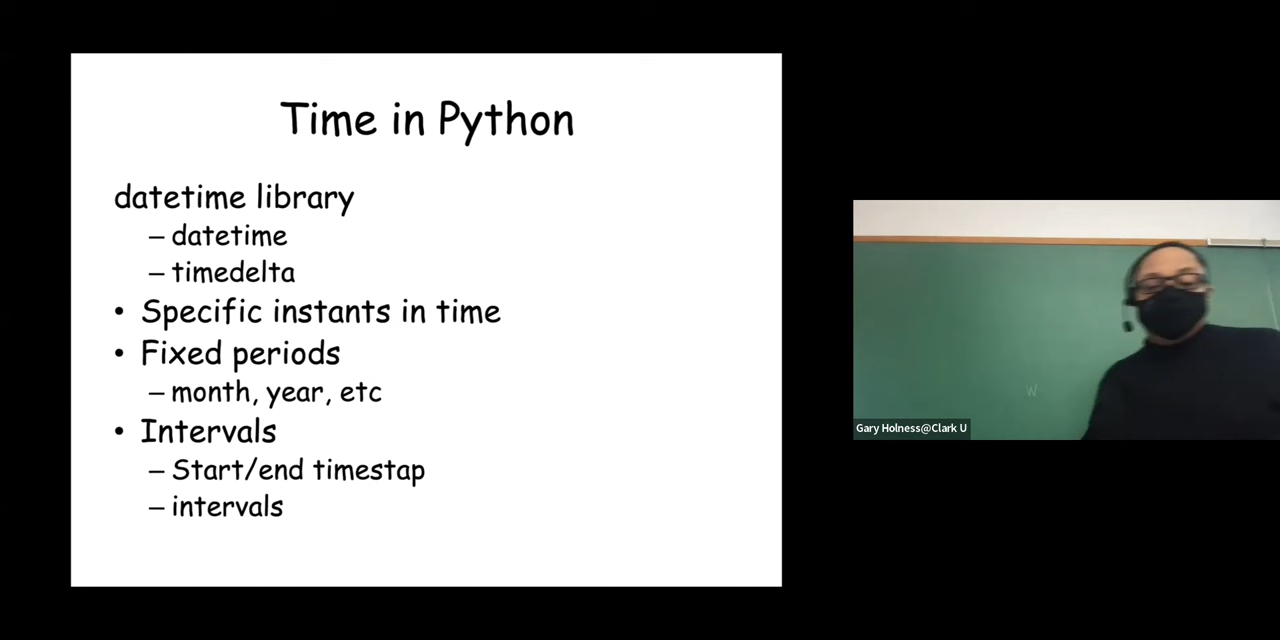 Time in Python
datetime library
– datetime
– timedelta
• Specific instants in time
• Fixed periods
– month, year, etc
• Intervals
– Start/end timestap
– intervals
W
Gary Holness@Clark U